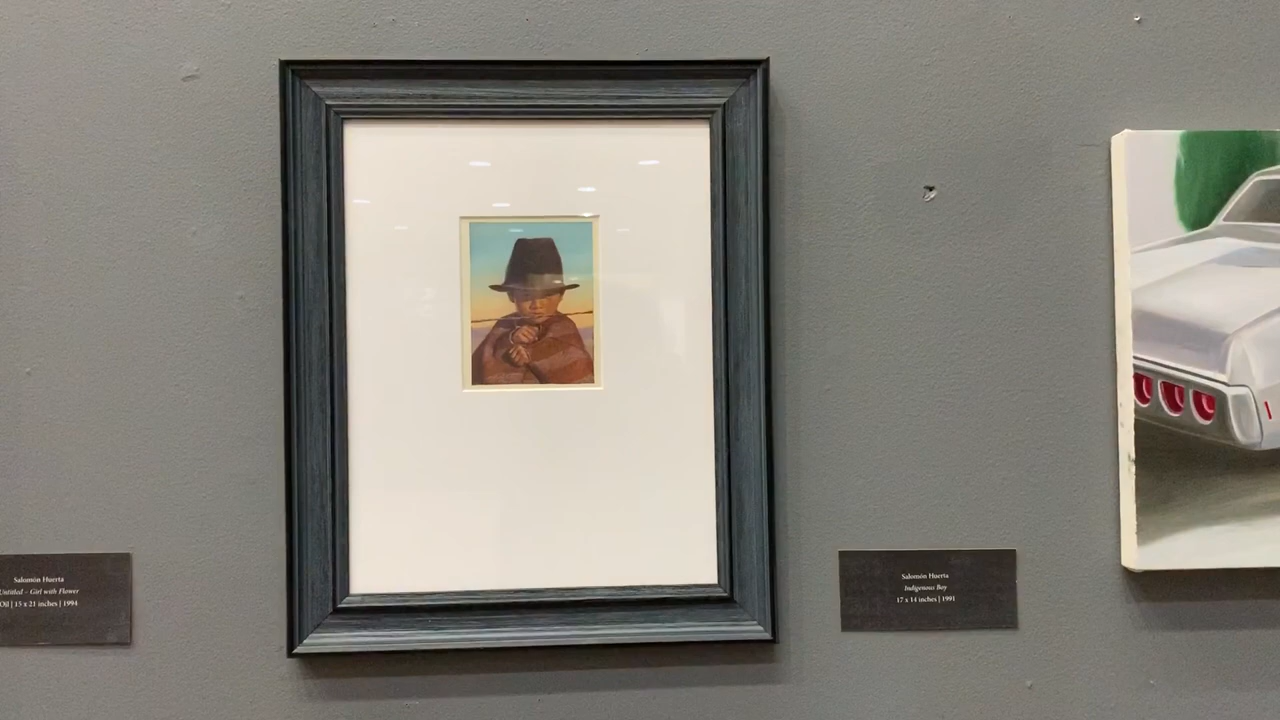 Salomón Huerta
Untitled – Girl with Flower
Oil | 15 x 21 inches | 1994
Salomón Huerta
Indigenous Boy
17 x 14 inches | 1991